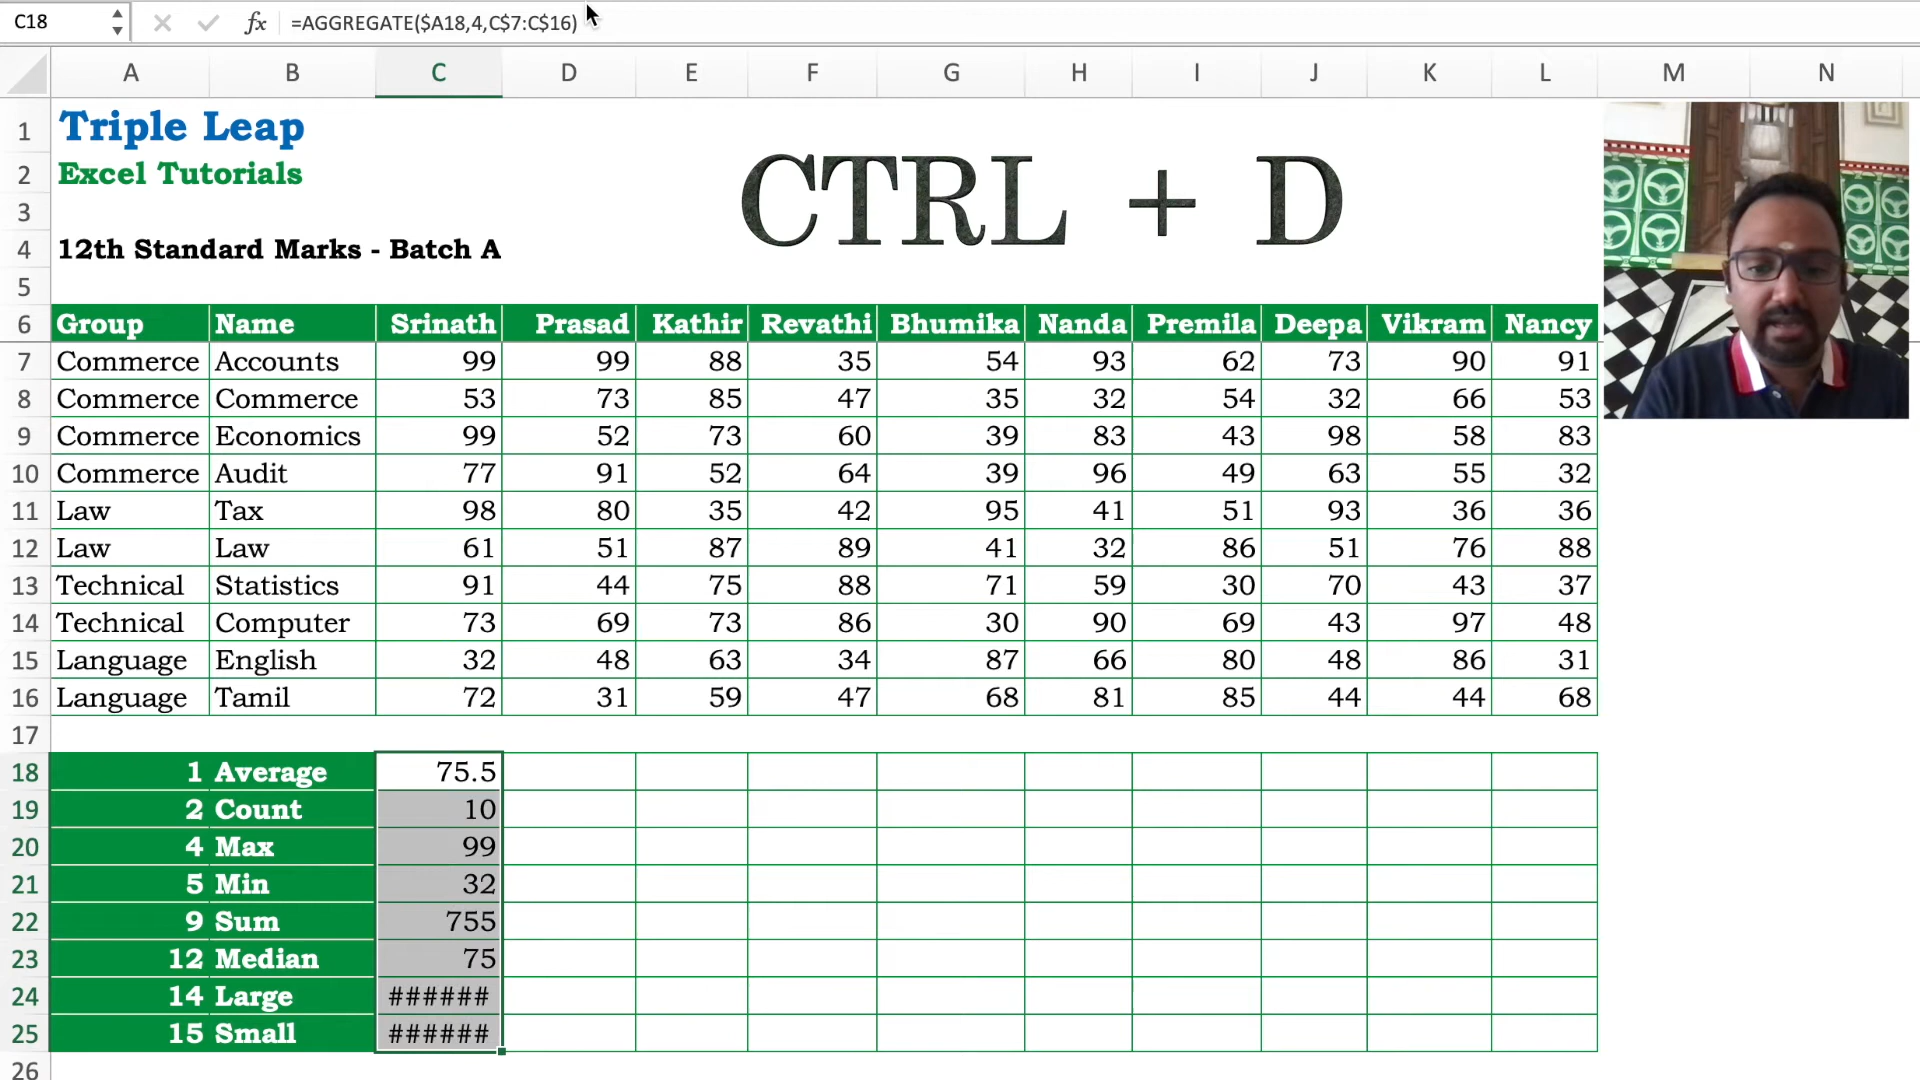 C18 fx =AGGREGATE($A18,4,C$7:C$16)
A B C D E F G H I J K L M N
1 Triple Leap
2 Excel Tutorials
CTRL + D
3
4 12th Standard Marks - Batch A
5
6 Group Name Srinath Prasad Kathir Revathi Bhumika Nanda Premila Deepa Vikram Nancy
7 Commerce Accounts 99 99 88 35 54 93 62 73 90 91
8 Commerce Commerce 53 73 85 47 35 32 54 32 66 53
9 Commerce Economics 99 52 73 60 39 83 43 98 58 83
10 Commerce Audit 77 91 52 64 39 96 49 63 55 32
11 Law Tax 98 80 35 42 95 41 51 93 36 36
12 Law Law 61 51 87 89 41 32 86 51 76 88
13 Technical Statistics 91 44 75 88 71 59 30 70 43 37
14 Technical Computer 73 69 73 86 30 90 69 43 97 48
15 Language English 32 48 63 34 87 66 80 48 86 31
16 Language Tamil 72 31 59 47 68 81 85 44 44 68
17
18 1 Average 75.5
19 2 Count 10
20 4 Max 99
21 5 Min 32
22 9 Sum 755
23 12 Median 75
24 14 Large ######
25 15 Small ######
26